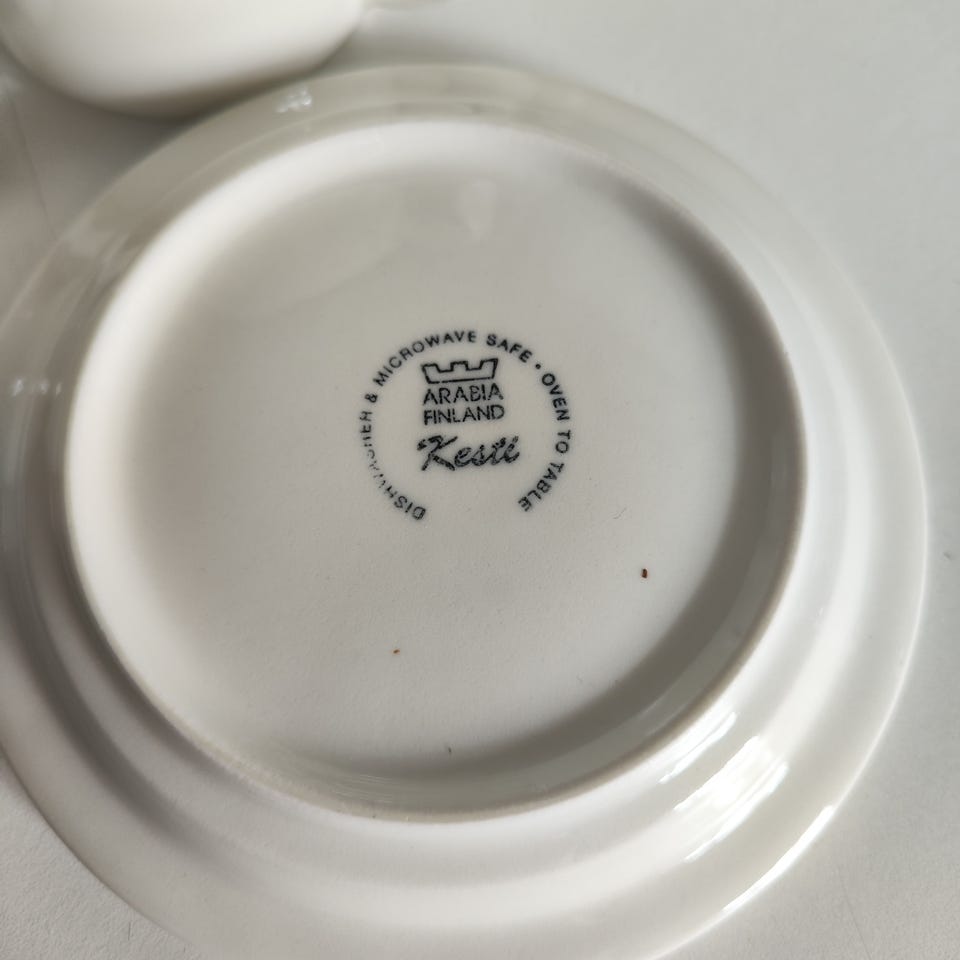 DISHWASHER & MICROWAVE SAFE • OVEN TO TABLE
ARABIA
FINLAND
Kesti